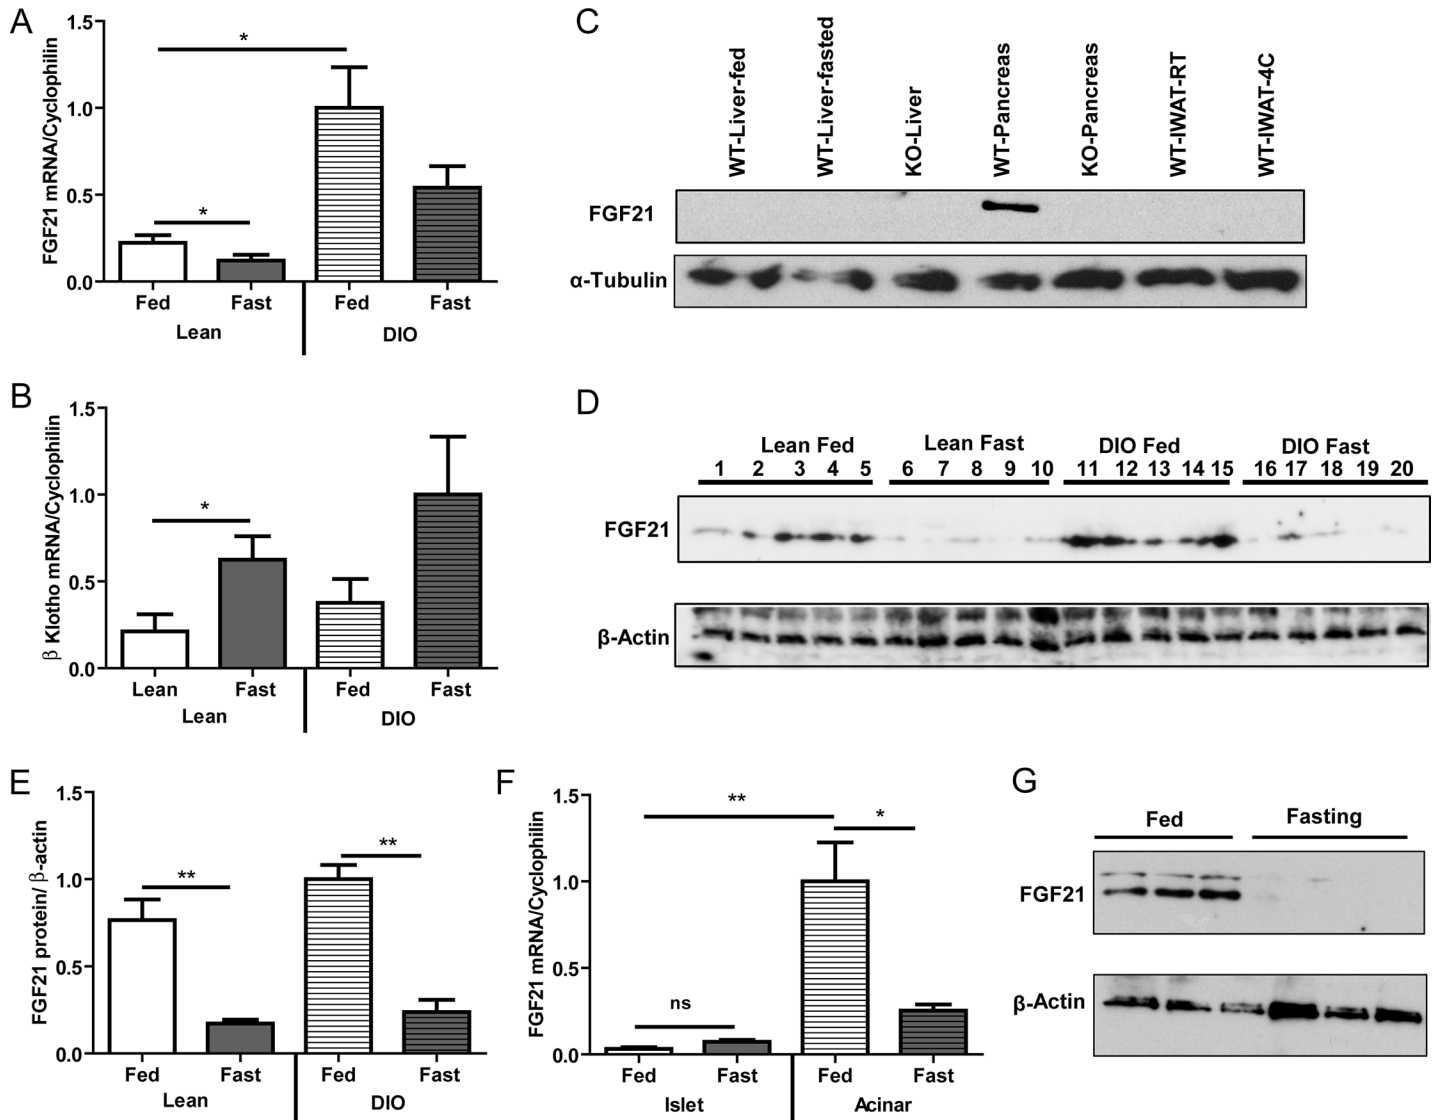 A
FGF21 mRNA/Cyclophilin
1.5
1.0
0.5
0.0
*
*
Fed Fast Fed Fast
Lean DIO
C
WT-Liver-fed
WT-Liver-fasted
KO-Liver
WT-Pancreas
KO-Pancreas
WT-IWAT-RT
WT-IWAT-4C
FGF21
α-Tubulin
B
β Klotho mRNA/Cyclophilin
1.5
1.0
0.5
0.0
*
Lean Fast Fed Fast
Lean DIO
D
Lean Fed Lean Fast DIO Fed DIO Fast
1 2 3 4 5 6 7 8 9 10 11 12 13 14 15 16 17 18 19 20
FGF21
β-Actin
E
FGF21 protein/ β-actin
1.5
1.0
0.5
0.0
**
**
Fed Fast Fed Fast
Lean DIO
F
FGF21 mRNA/Cyclophilin
1.5
1.0
0.5
0.0
**
*
ns
Fed Fast Fed Fast
Islet Acinar
G
Fed Fasting
FGF21
β-Actin